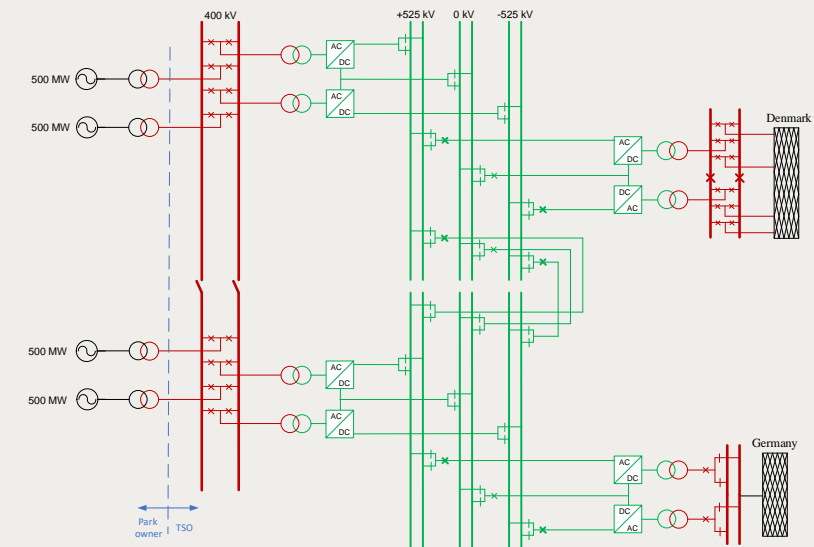 400 kV
+525 kV
0 kV
-525 kV
AC
DC
500 MW
AC
DC
500 MW
Denmark
AC
DC
DC
AC
500 MW
AC
DC
500 MW
AC
DC
Germany
AC
DC
DC
AC
Park
owner
TSO